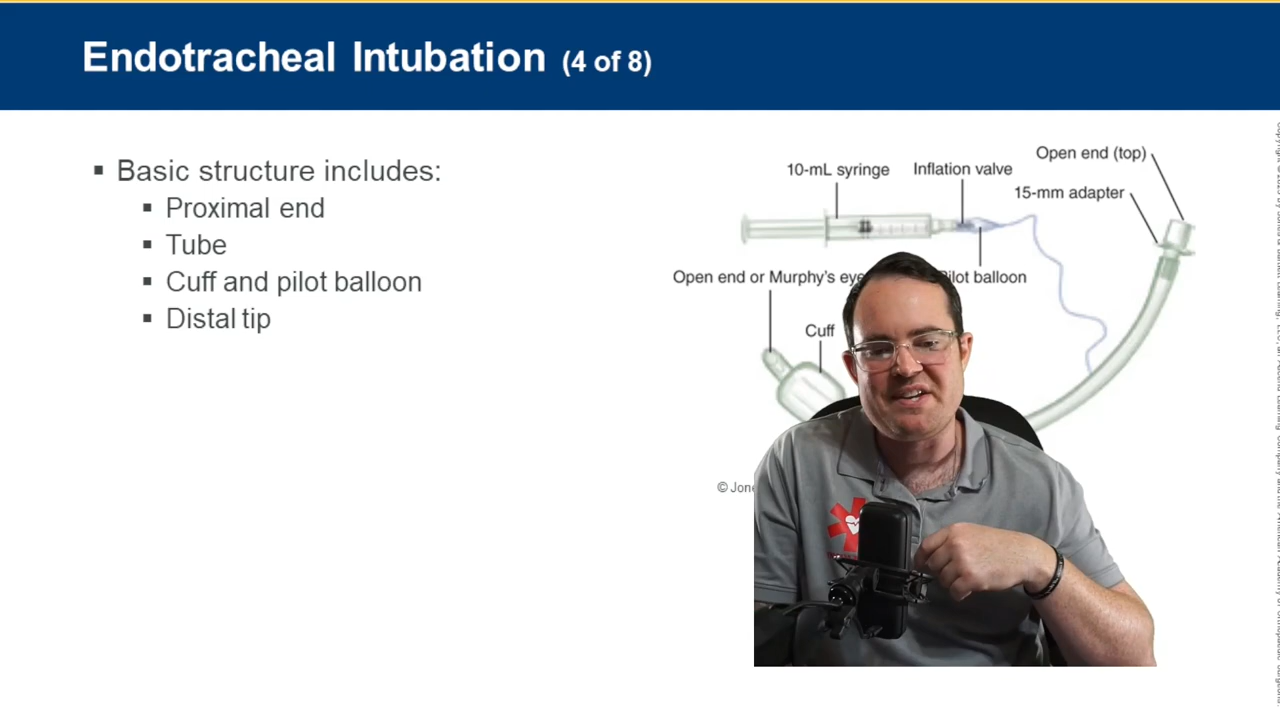 Endotracheal Intubation (4 of 8)
▪ Basic structure includes:
▪ Proximal end
▪ Tube
▪ Cuff and pilot balloon
▪ Distal tip
Open end (top)
10-mL syringe
Inflation valve
15-mm adapter
Open end or Murphy's eye
Pilot balloon
Cuff
© Jone